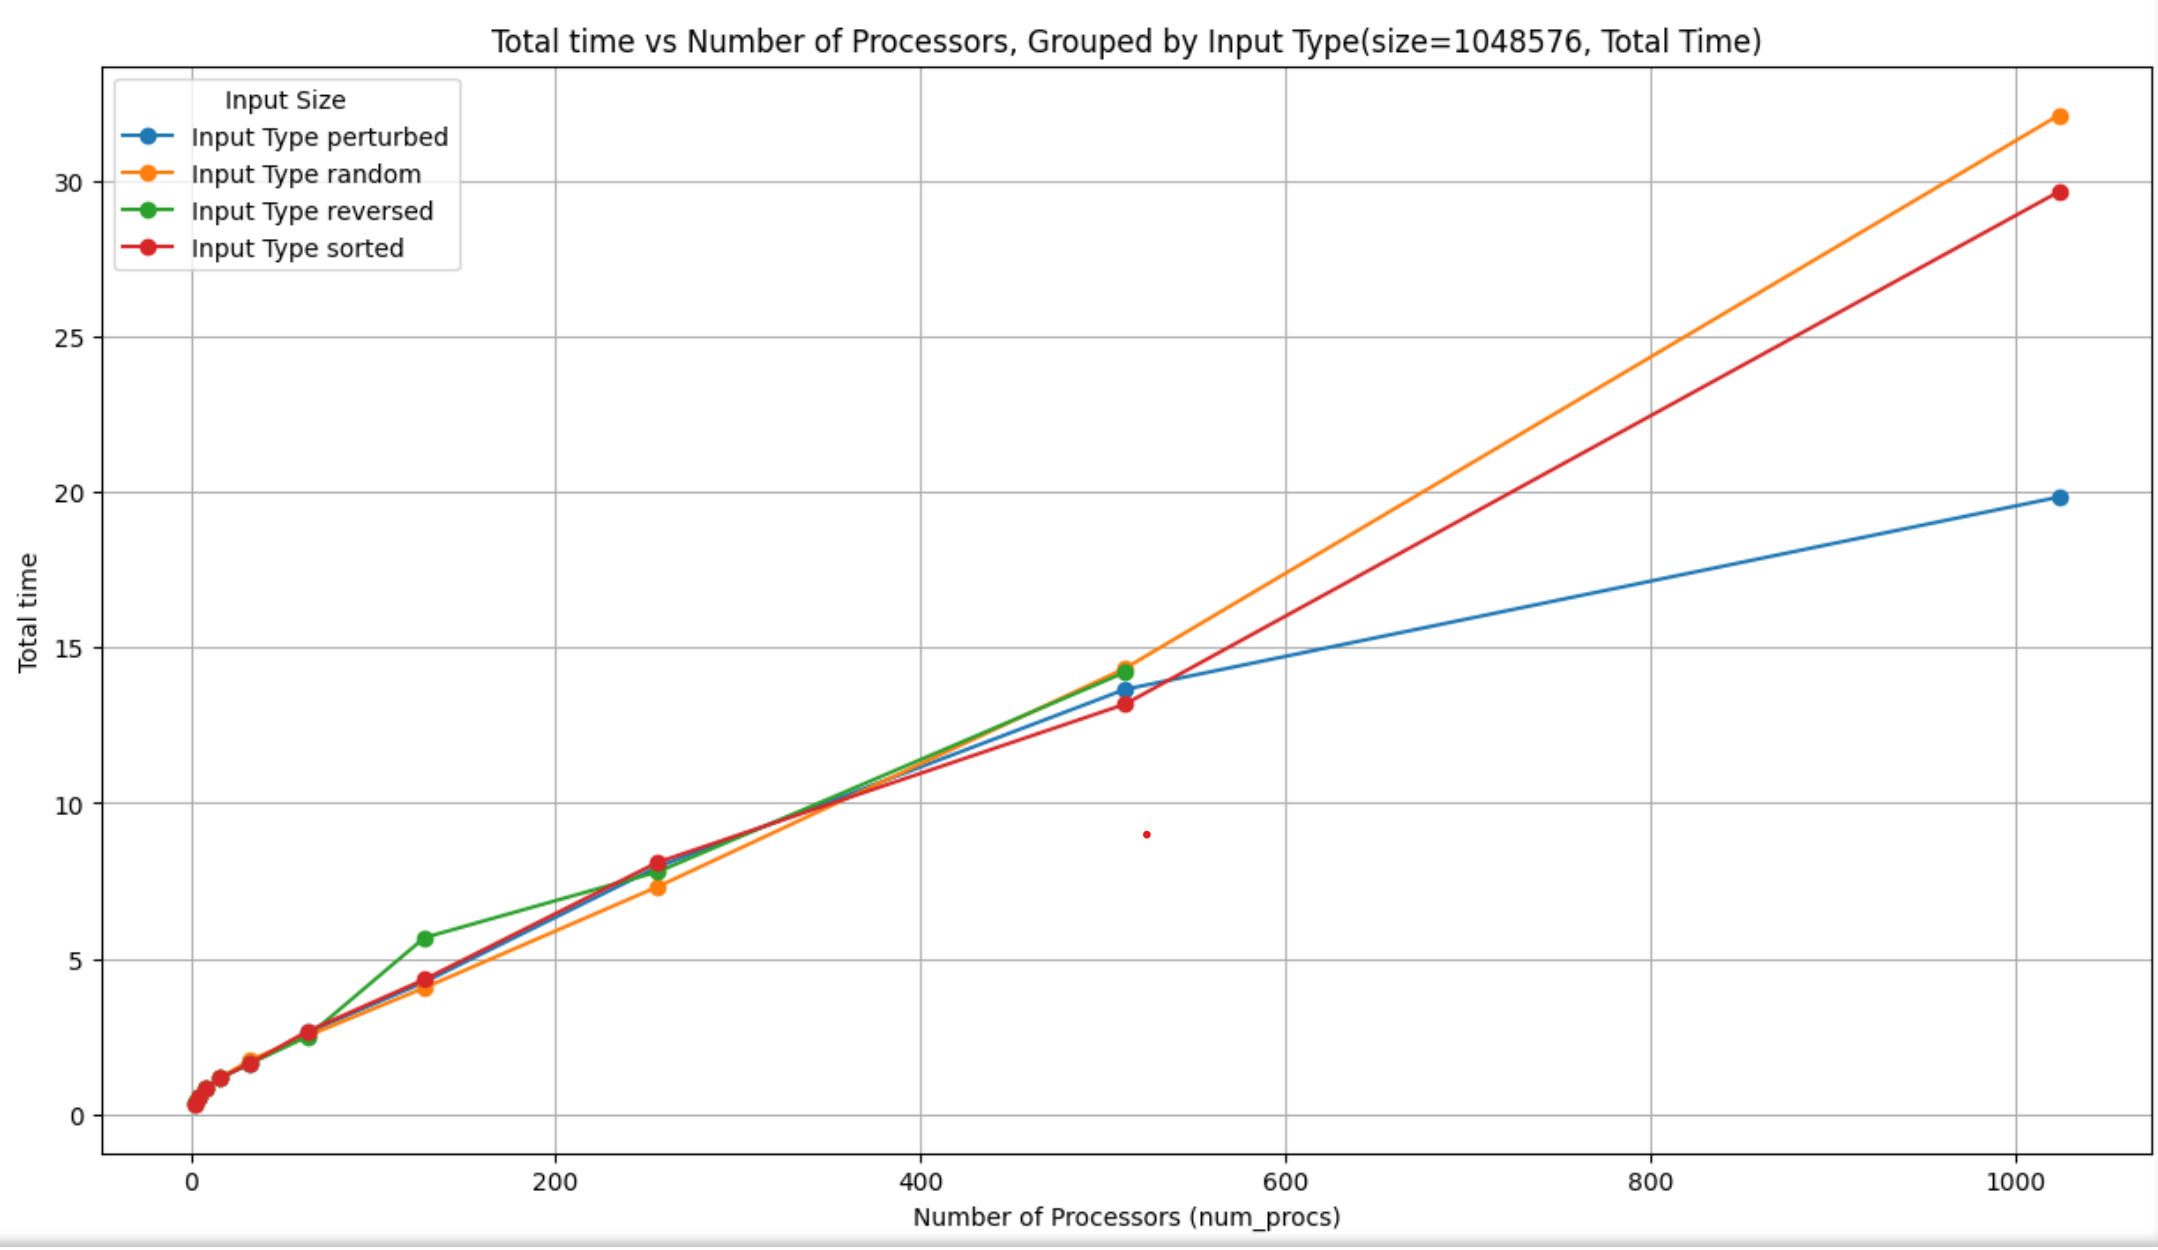 Total time vs Number of Processors, Grouped by Input Type(size=1048576, Total Time)
Input Size
Input Type perturbed
Input Type random
Input Type reversed
Input Type sorted
Total time
30
25
20
15
10
5
0
0 200 400 600 800 1000
Number of Processors (num_procs)